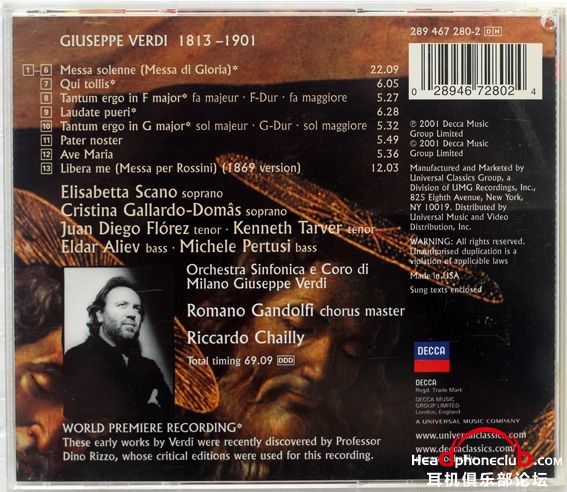 GIUSEPPE VERDI 1813–1901
1–6 Messa solenne (Messa di Gloria)* 22.09
7 Qui tollis* 6.05
8 Tantum ergo in F major* fa majeur · F-Dur · fa maggiore 5.27
9 Laudate pueri* 6.28
10 Tantum ergo in G major* sol majeur · G-Dur · sol maggiore 5.32
11 Pater noster 5.49
12 Ave Maria 5.36
13 Libera me (Messa per Rossini) (1869 version) 12.03
Elisabetta Scano soprano
Cristina Gallardo-Domâs soprano
Juan Diego Flórez tenor · Kenneth Tarver tenor
Eldar Aliev bass · Michele Pertusi bass
Orchestra Sinfonica e Coro di
Milano Giuseppe Verdi
Romano Gandolfi chorus master
Riccardo Chailly
Total timing 69.09 DDD
WORLD PREMIERE RECORDING*
These early works by Verdi were recently discovered by Professor
Dino Rizzo, whose critical editions were used for this recording.
289 467 280-2 DH
0 28946 72802 4
℗ 2001 Decca Music
Group Limited
© 2001 Decca Music
Group Limited
Manufactured and Marketed by
Universal Classics Group, a
Division of UMG Recordings, Inc.,
825 Eighth Avenue, New York,
NY 10019. Distributed by
Universal Music and Video
Distribution, Inc.
WARNING: All rights reserved.
Unauthorised duplication is a
violation of applicable laws
Made in USA
Sung texts enclosed
DECCA
DECCA
Regd. Trade Mark
DECCA MUSIC
GROUP LIMITED
London, England
A UNIVERSAL MUSIC COMPANY
www.universalclassics.com
www.deccaclassics.com/
Headphoneclub.com
耳机俱乐部论坛